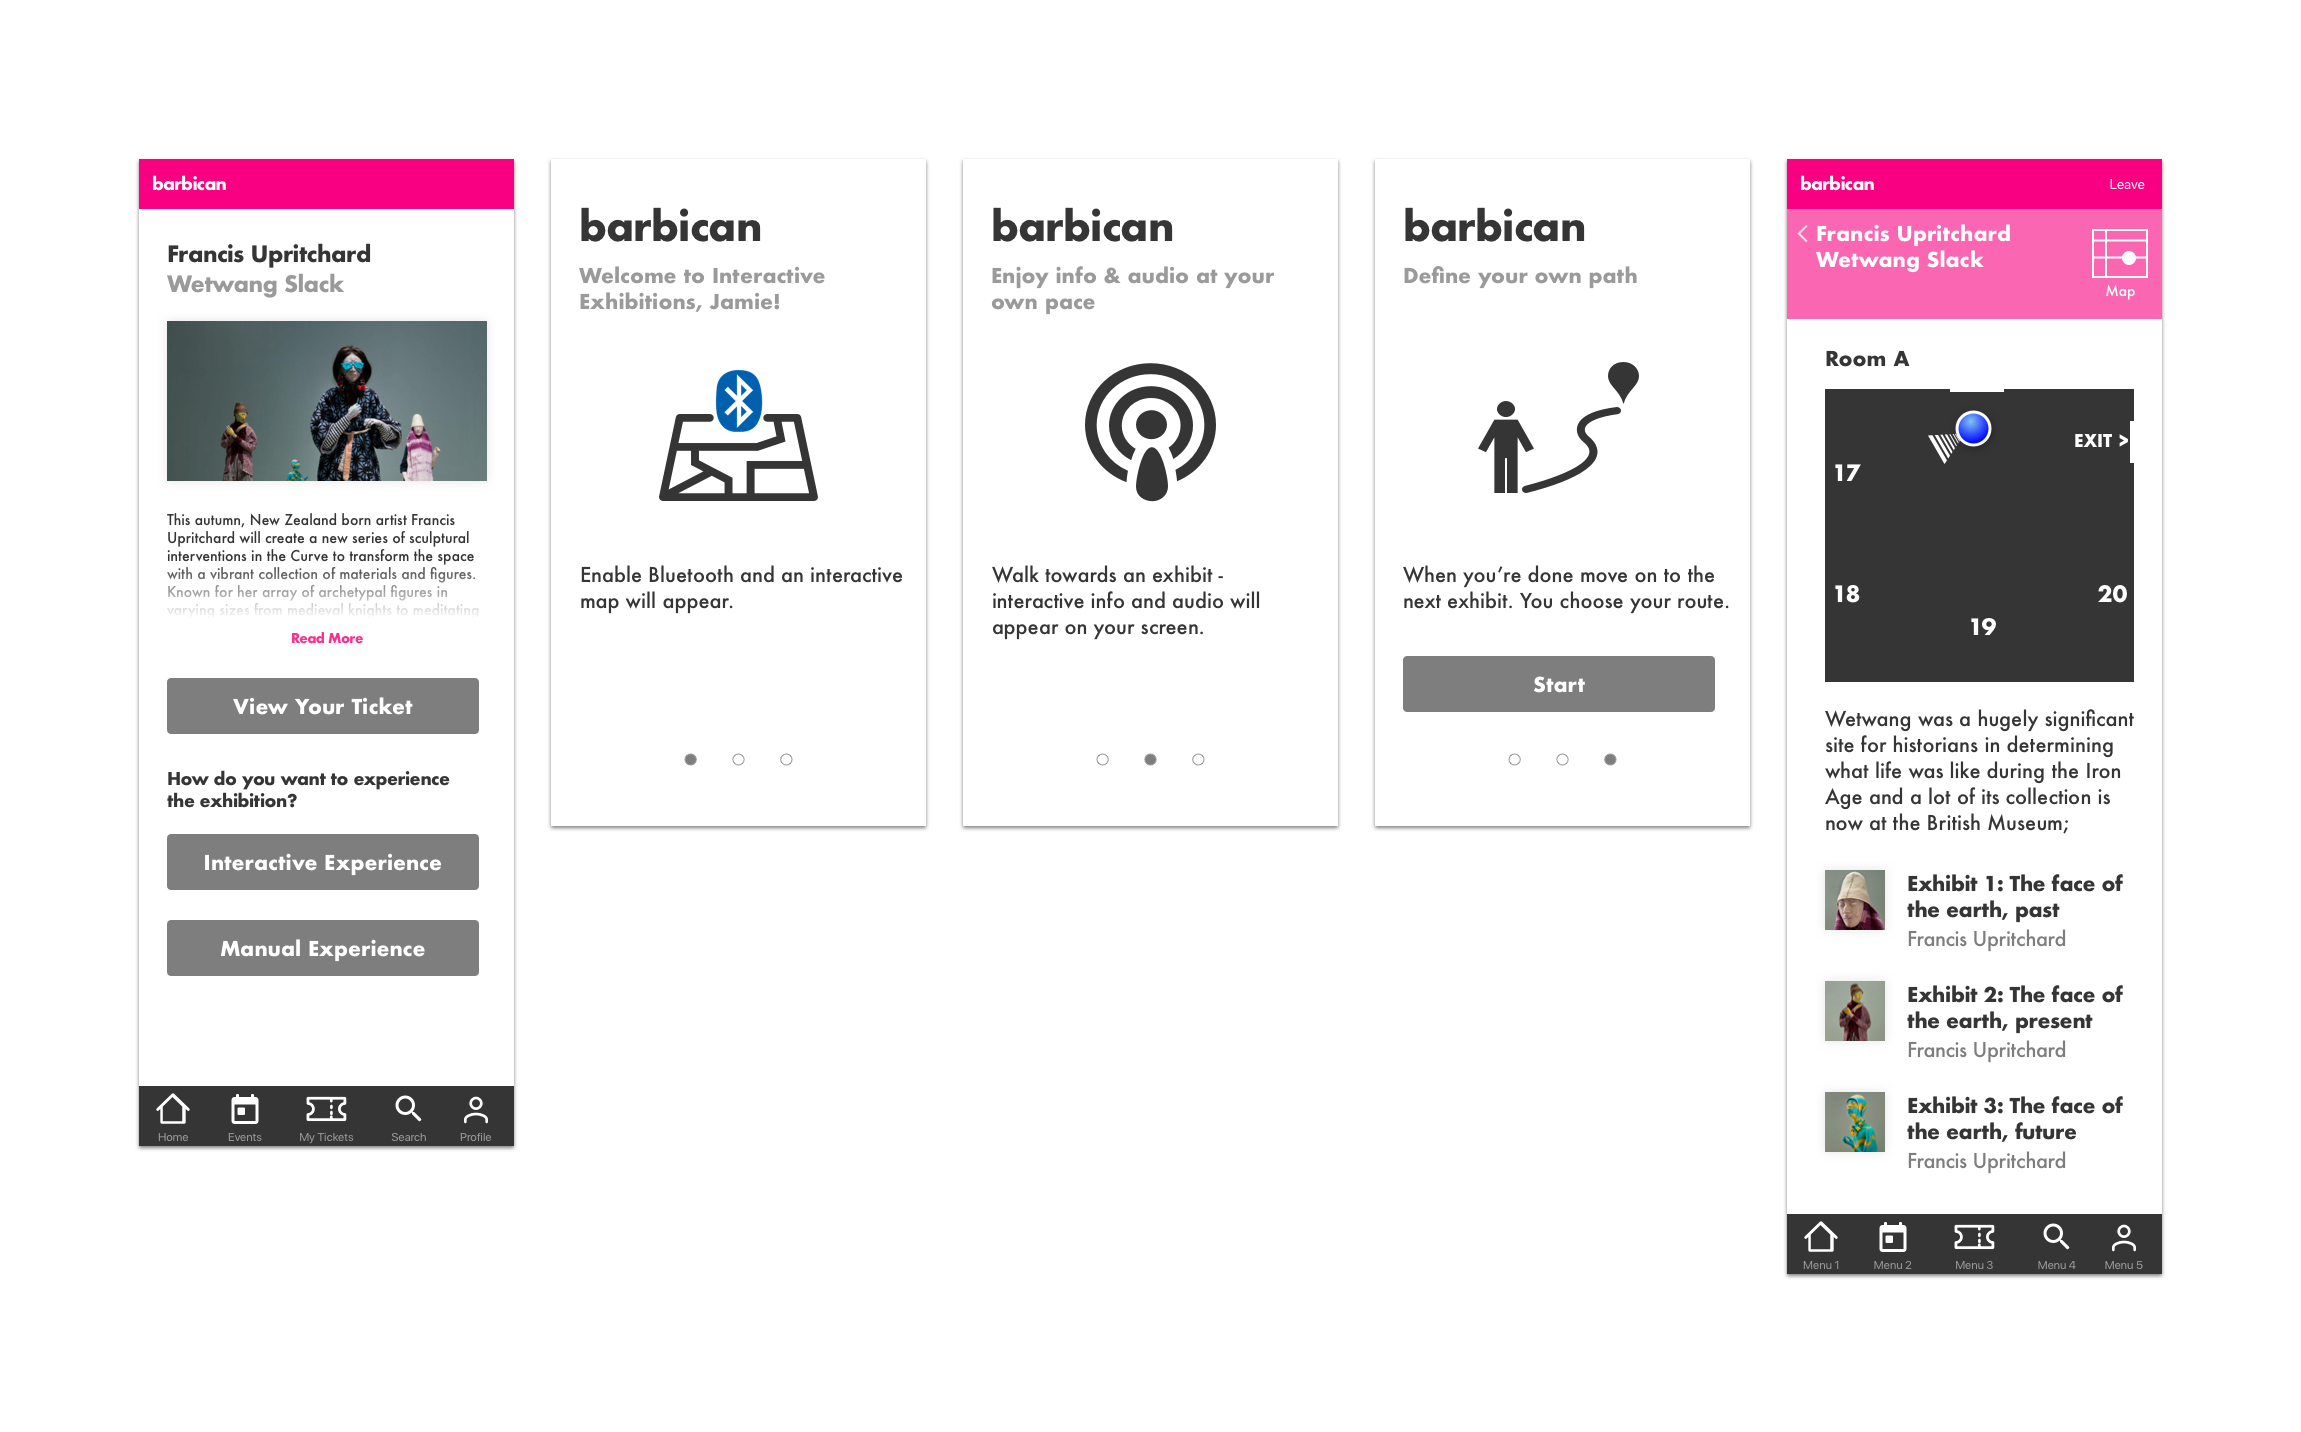 barbican
Francis Upritchard
Wetwang Slack
This autumn, New Zealand born artist Francis
Upritchard will create a new series of sculptural
interventions in the Curve to transform the space
with a vibrant collection of materials and figures.
Known for her array of archetypal figures in
varying sizes from medieval knights to meditating
Read More
View Your Ticket
How do you want to experience
the exhibition?
Interactive Experience
Manual Experience
Home
Events
My Tickets
Search
Profile
barbican
Welcome to Interactive
Exhibitions, Jamie!
Enable Bluetooth and an interactive
map will appear.
barbican
Enjoy info & audio at your
own pace
Walk towards an exhibit -
interactive info and audio will
appear on your screen.
barbican
Define your own path
When you’re done move on to the
next exhibit. You choose your route.
Start
barbican
Leave
Francis Upritchard
Wetwang Slack
Map
Room A
EXIT >
17
18
20
19
Wetwang was a hugely significant
site for historians in determining
what life was like during the Iron
Age and a lot of its collection is
now at the British Museum;
Exhibit 1: The face of
the earth, past
Francis Upritchard
Exhibit 2: The face of
the earth, present
Francis Upritchard
Exhibit 3: The face of
the earth, future
Francis Upritchard
Menu 1
Menu 2
Menu 3
Menu 4
Menu 5